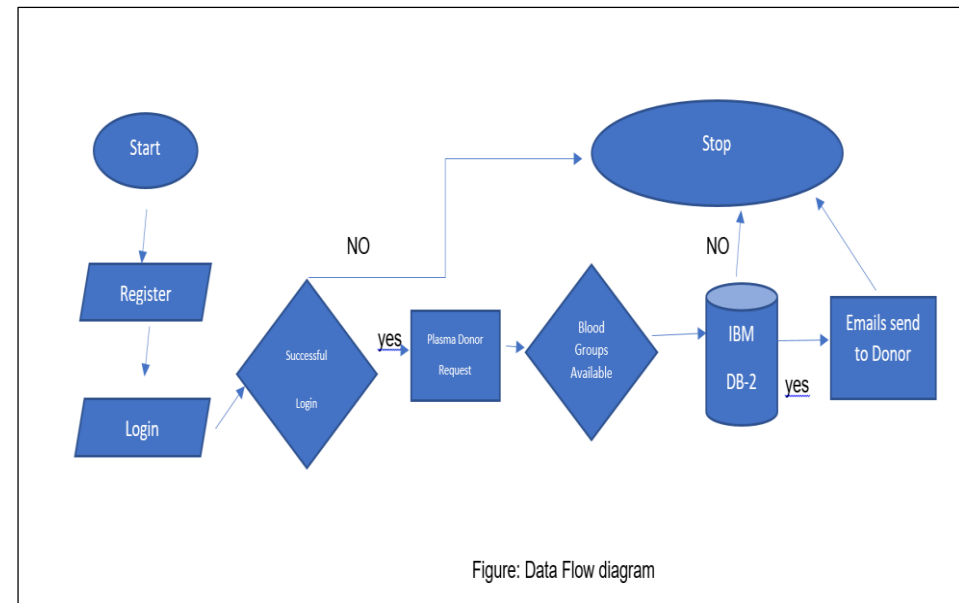 Start
Register
Login
Successful
Login
NO
yes
Plasma Donor
Request
Blood
Groups
Available
IBM
DB-2
NO
yes
Emails send
to Donor
Stop
Figure: Data Flow diagram